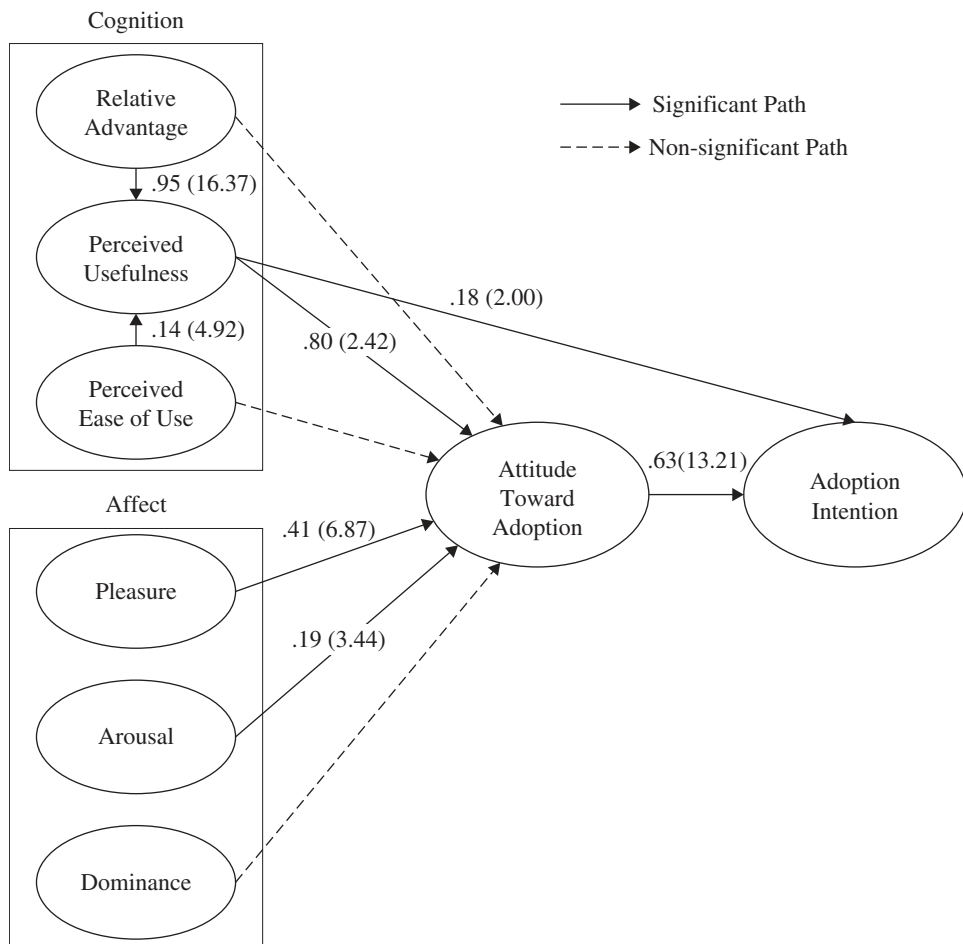 Cognition
Relative
Advantage
Significant Path
Non-significant Path
.95 (16.37)
Perceived
Usefulness
.18 (2.00)
.14 (4.92)
.80 (2.42)
Perceived
Ease of Use
.63(13.21)
Attitude
Toward
Adoption
Adoption
Intention
Affect
.41 (6.87)
Pleasure
.19 (3.44)
Arousal
Dominance